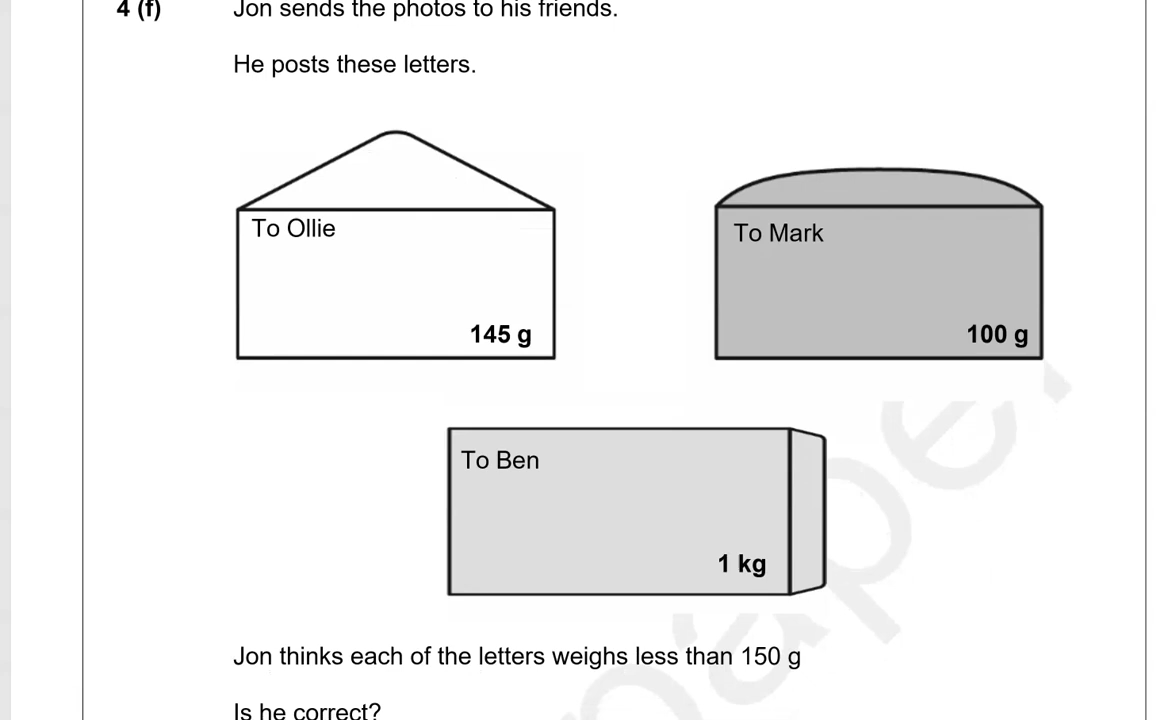 4 (f) Jon sends the photos to his friends.
He posts these letters.
To Ollie
145 g
To Mark
100 g
To Ben
1 kg
Jon thinks each of the letters weighs less than 150 g
Is he correct?